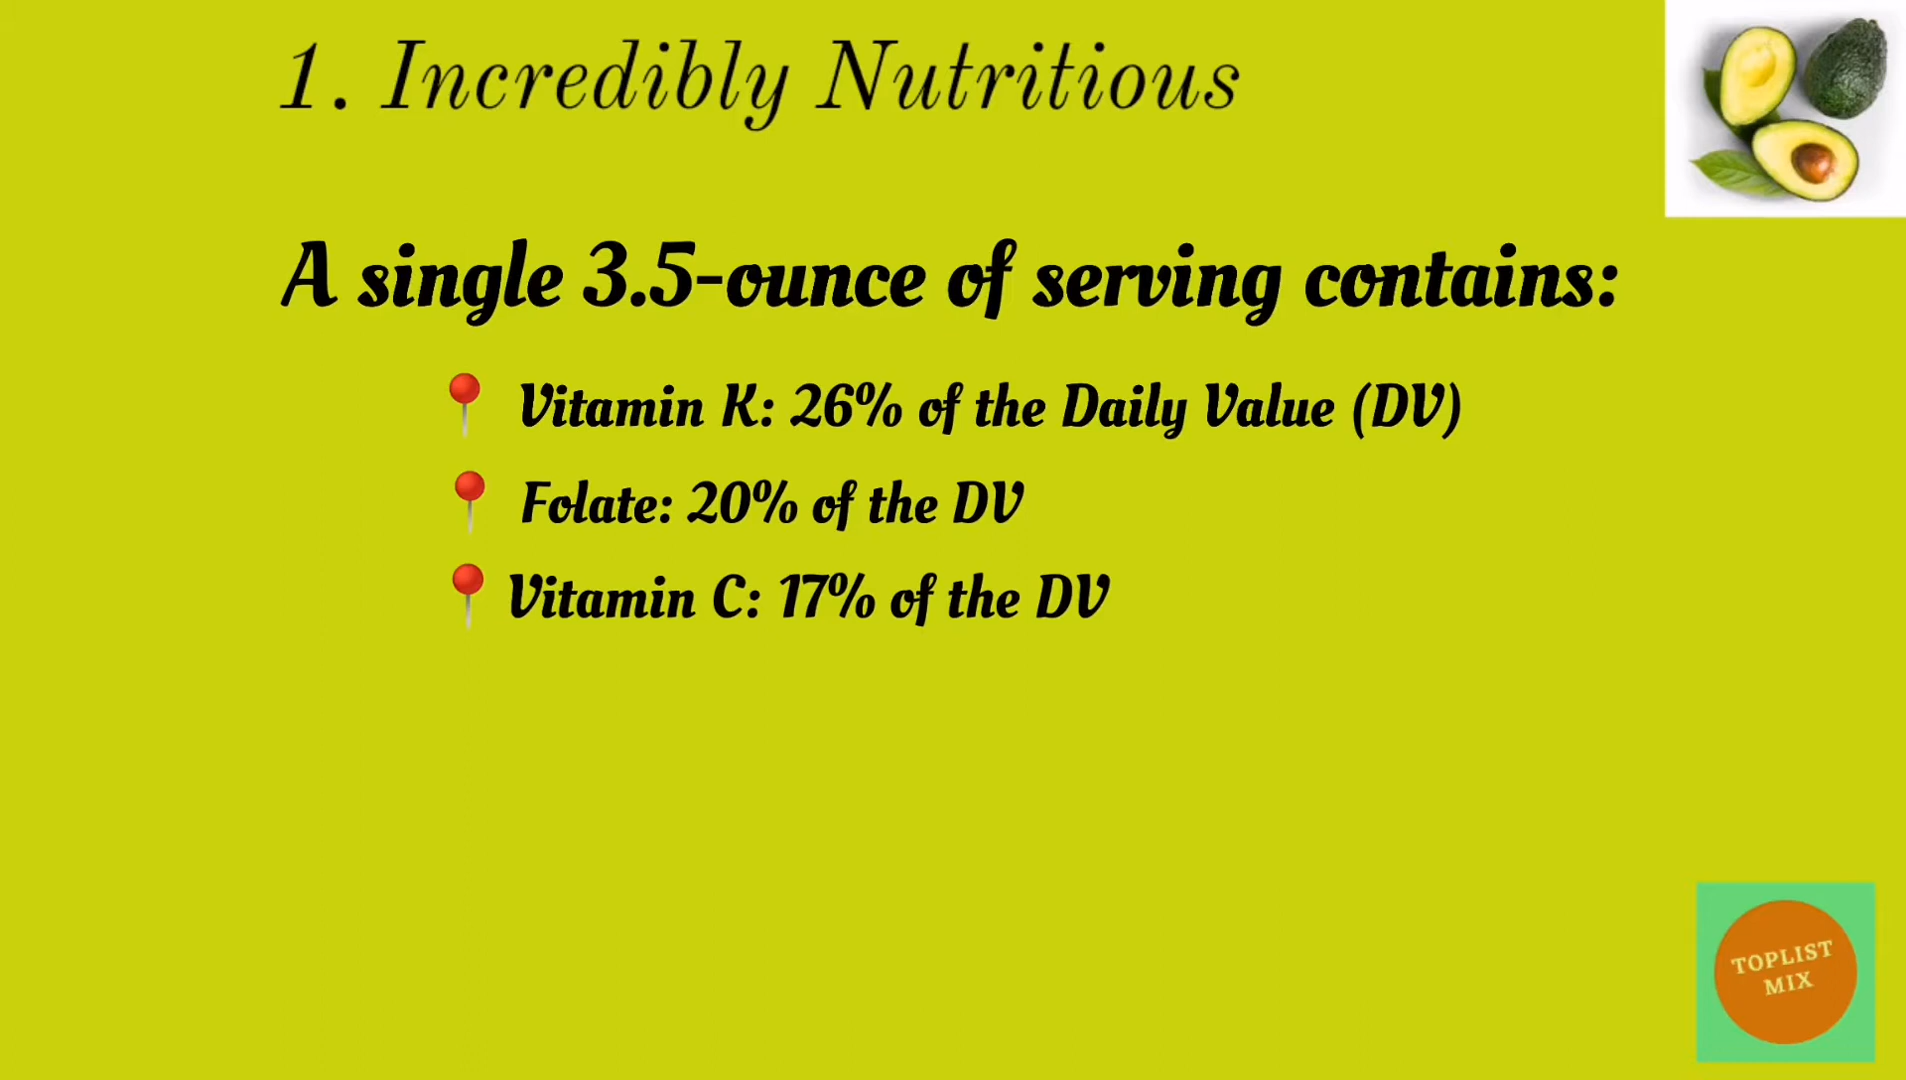 1. Incredibly Nutritious
A single 3.5-ounce of serving contains:
Vitamin K: 26% of the Daily Value (DV)
Folate: 20% of the DV
Vitamin C: 17% of the DV
TOPLIST
MIX